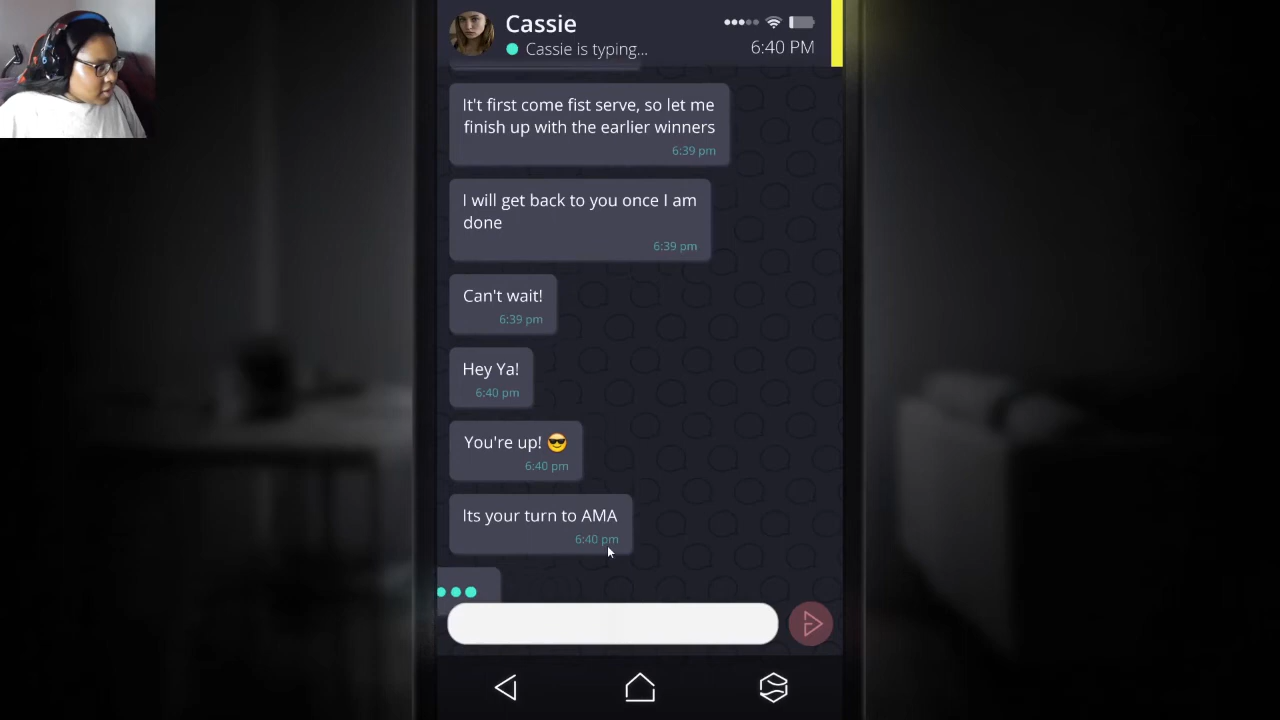 Cassie
Cassie is typing...
6:40 PM
It't first come fist serve, so let me
finish up with the earlier winners
6:39 pm
I will get back to you once I am
done
6:39 pm
Can't wait!
6:39 pm
Hey Ya!
6:40 pm
You're up! 😎
6:40 pm
Its your turn to AMA
6:40 pm